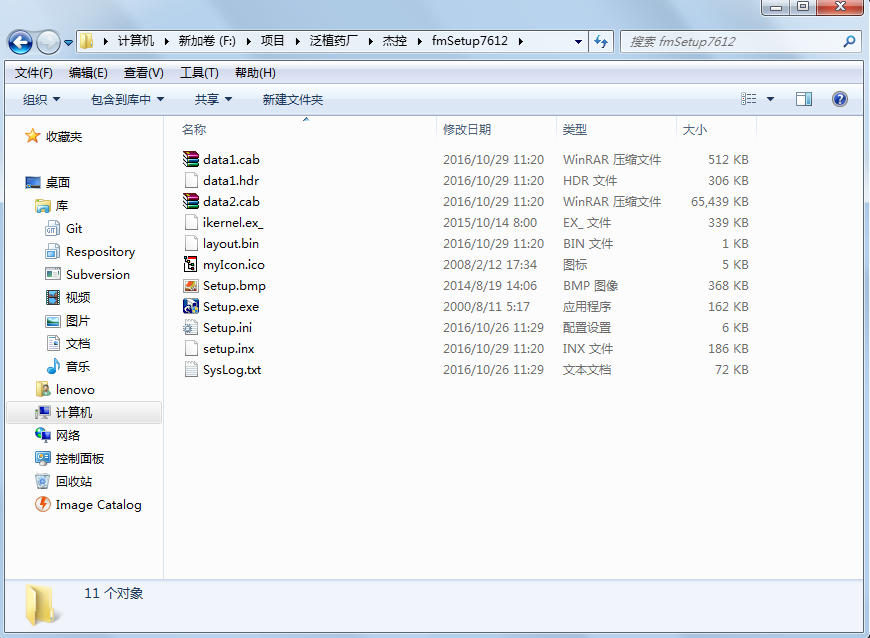 计算机 新加卷 (F:) 项目 泛植药厂 杰控 fmSetup7612 搜索 fmSetup7612
文件(F) 编辑(E) 查看(V) 工具(T) 帮助(H)
组织 包含到库中 共享 新建文件夹
收藏夹
桌面
库
Git
Respository
Subversion
视频
图片
文档
音乐
lenovo
计算机
网络
控制面板
回收站
Image Catalog
名称 修改日期 类型 大小
data1.cab 2016/10/29 11:20 WinRAR 压缩文件 512 KB
data1.hdr 2016/10/29 11:20 HDR 文件 306 KB
data2.cab 2016/10/29 11:20 WinRAR 压缩文件 65,439 KB
ikernel.ex_ 2015/10/14 8:00 EX_ 文件 339 KB
layout.bin 2016/10/29 11:20 BIN 文件 1 KB
myIcon.ico 2008/2/12 17:34 图标 5 KB
Setup.bmp 2014/8/19 14:06 BMP 图像 368 KB
Setup.exe 2000/8/11 5:17 应用程序 162 KB
Setup.ini 2016/10/26 11:29 配置设置 6 KB
setup.inx 2016/10/29 11:20 INX 文件 186 KB
SysLog.txt 2016/10/26 11:29 文本文档 72 KB
11 个对象